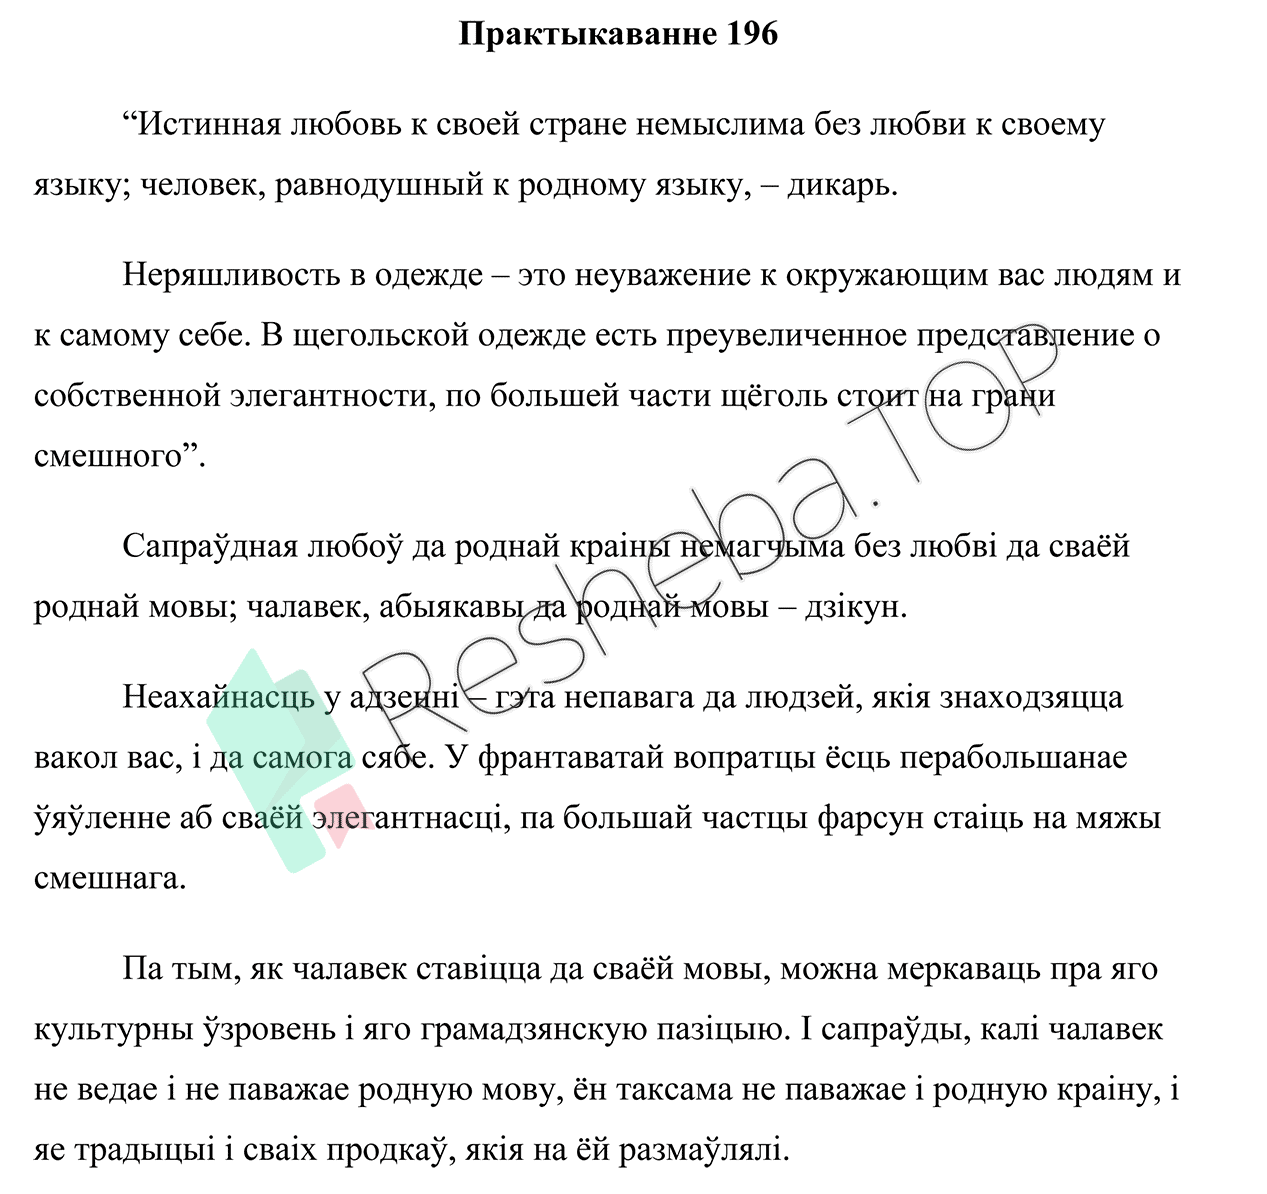 Практыкаванне 196
“Истинная любовь к своей стране немыслима без любви к своему
языку; человек, равнодушный к родному языку, – дикарь.
Неряшливость в одежде – это неуважение к окружающим вас людям и
к самому себе. В щегольской одежде есть преувеличенное представление о
собственной элегантности, по большей части щёголь стоит на грани
смешного”.
Сапраўдная любоў да роднай краіны немагчыма без любві да сваёй
роднай мовы; чалавек, абыякавы да роднай мовы – дзікун.
Неахайнасць у адзенні – гэта непавага да людзей, якія знаходзяцца
вакол вас, і да самога сябе. У франтаватай вопратцы ёсць перабольшанае
ўяўленне аб сваёй элегантнасці, па большай частцы фарсун стаіць на мяжы
смешнага.
Па тым, як чалавек ставіцца да сваёй мовы, можна меркаваць пра яго
культурны ўзровень і яго грамадзянскую пазіцыю. І сапраўды, калі чалавек
не ведае і не паважае родную мову, ён таксама не паважае і родную краіну, і
яе традыцыі і сваіх продкаў, якія на ёй размаўлялі.
Resheba.TOP